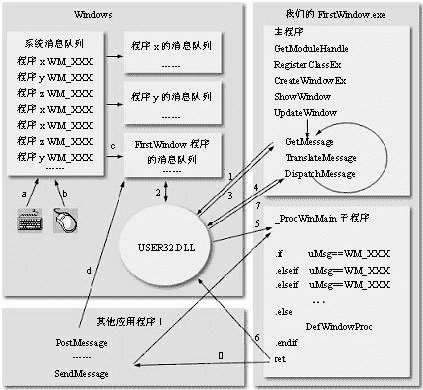 Windows
系统消息队列
程序 x WM_XXX
程序 y WM_XXX
程序 z WM_XXX
程序 x WM_XXX
程序 x WM_XXX
程序 z WM_XXX
程序 y WM_XXX
......
a
b
c
d
程序 x 的消息队列
......
程序 y 的消息队列
......
FirstWindow 程序
的消息队列
......
2
USER32.DLL
1
3
4
7
5
6
我们的 FirstWindow.exe
主程序
GetModuleHandle
RegisterClassEx
CreateWindowEx
ShowWindow
UpdateWindow
GetMessage
TranslateMessage
DispatchMessage
_ProcWinMain 子程序
.if uMsg==WM_XXX
.elseif uMsg==WM_XXX
.elseif uMsg==WM_XXX
...
.else
DefWindowProc
.endif
ret
其他应用程序!
PostMessage
......
SendMessage